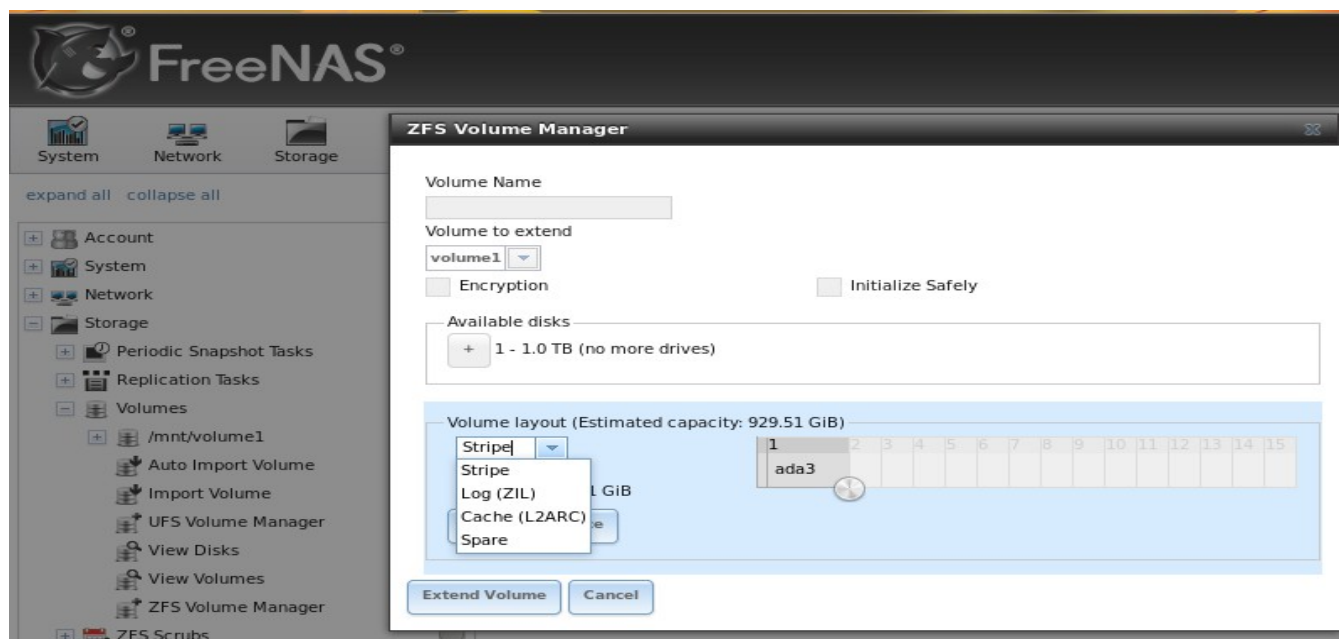 FreeNAS®
System Network Storage
expand all collapse all
Account
System
Network
Storage
Periodic Snapshot Tasks
Replication Tasks
Volumes
/mnt/volume1
Auto Import Volume
Import Volume
UFS Volume Manager
View Disks
View Volumes
ZFS Volume Manager
ZFS Scrubs
ZFS Volume Manager
Volume Name
Volume to extend
volume1
Encryption Initialize Safely
Available disks
+ 1 - 1.0 TB (no more drives)
Volume layout (Estimated capacity: 929.51 GiB)
Stripe
Stripe
Log (ZIL)
Cache (L2ARC)
Spare
GiB
1 2 3 4 5 6 7 8 9 10 11 12 13 14 15
ada3
Extend Volume Cancel